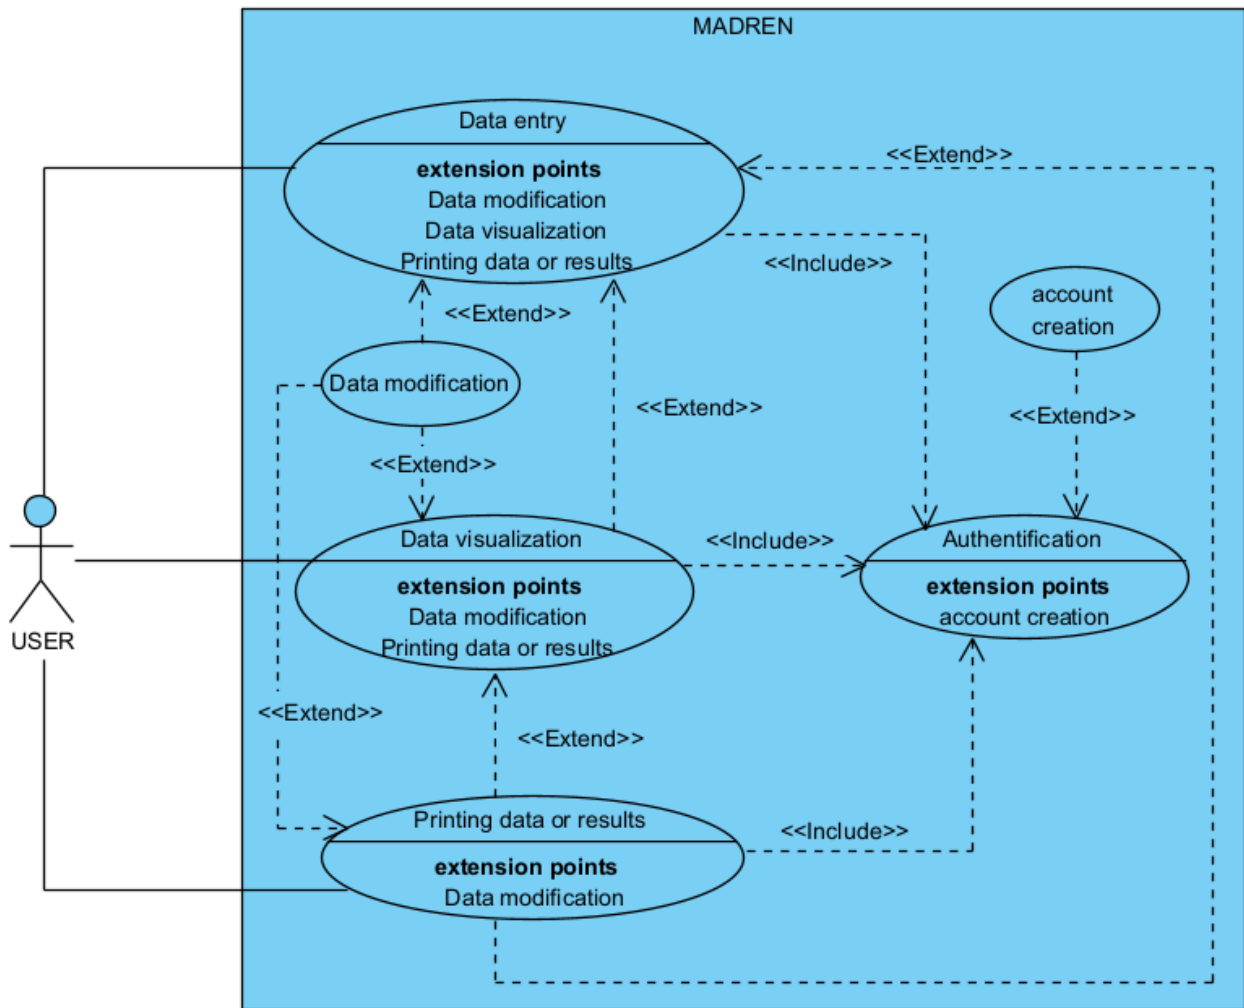 MADREN
Data entry
extension points
Data modification
Data visualization
Printing data or results
<<Extend>>
<<Include>>
account
creation
<<Extend>>
Data modification
<<Extend>>
<<Extend>>
<<Extend>>
Data visualization
extension points
Data modification
Printing data or results
<<Include>>
Authentification
extension points
account creation
USER
<<Extend>>
<<Extend>>
Printing data or results
extension points
Data modification
<<Include>>